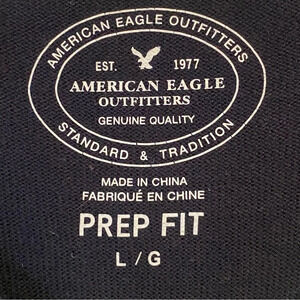 AMERICAN EAGLE OUTFITTERS
EST. 1977
AMERICAN EAGLE
OUTFITTERS
GENUINE QUALITY
STANDARD & TRADITION
MADE IN CHINA
FABRIQUÉ EN CHINE
PREP FIT
L / G